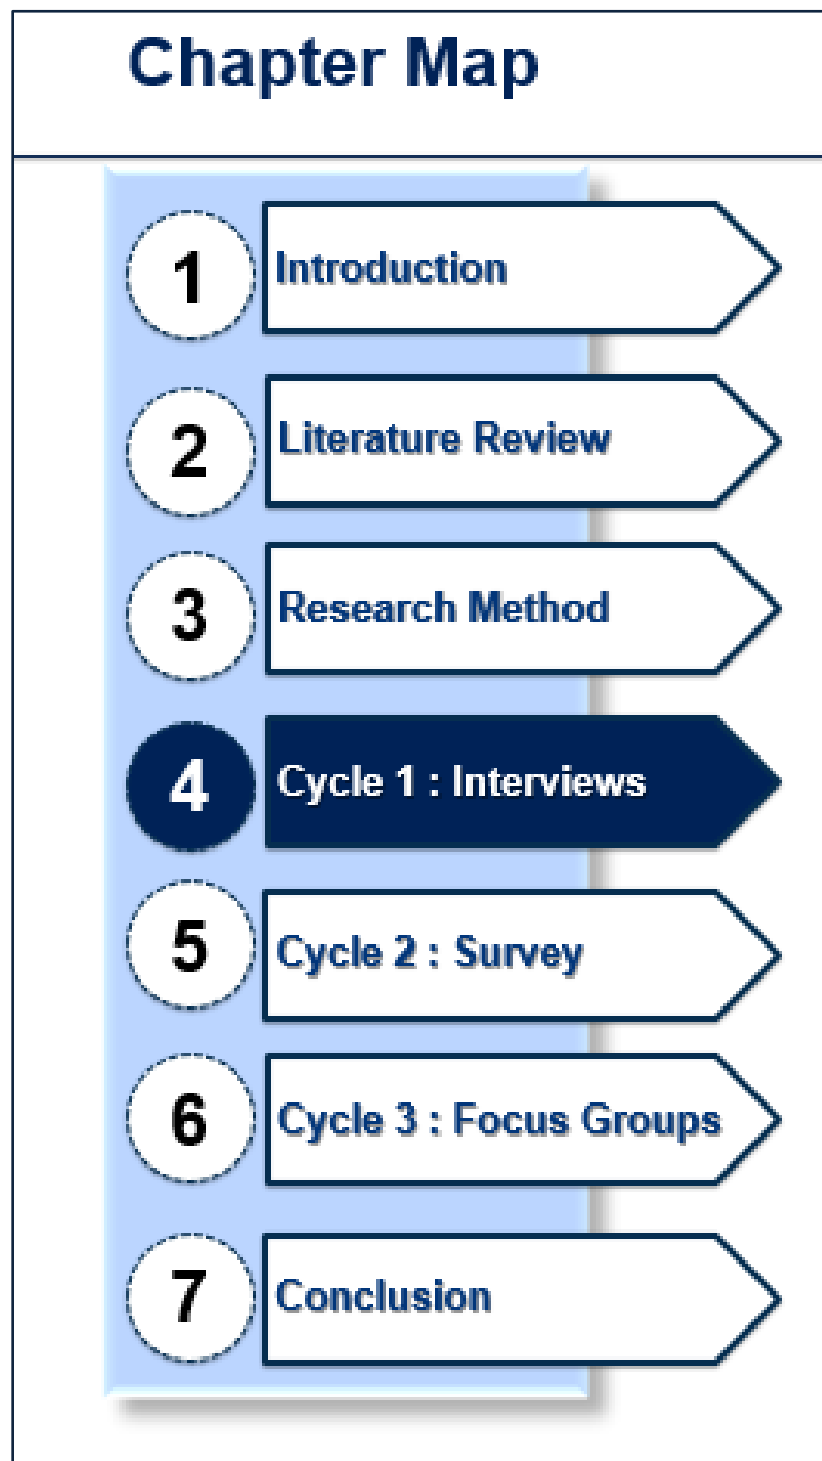 Chapter Map
1 Introduction
2 Literature Review
3 Research Method
4 Cycle 1 : Interviews
5 Cycle 2 : Survey
6 Cycle 3 : Focus Groups
7 Conclusion